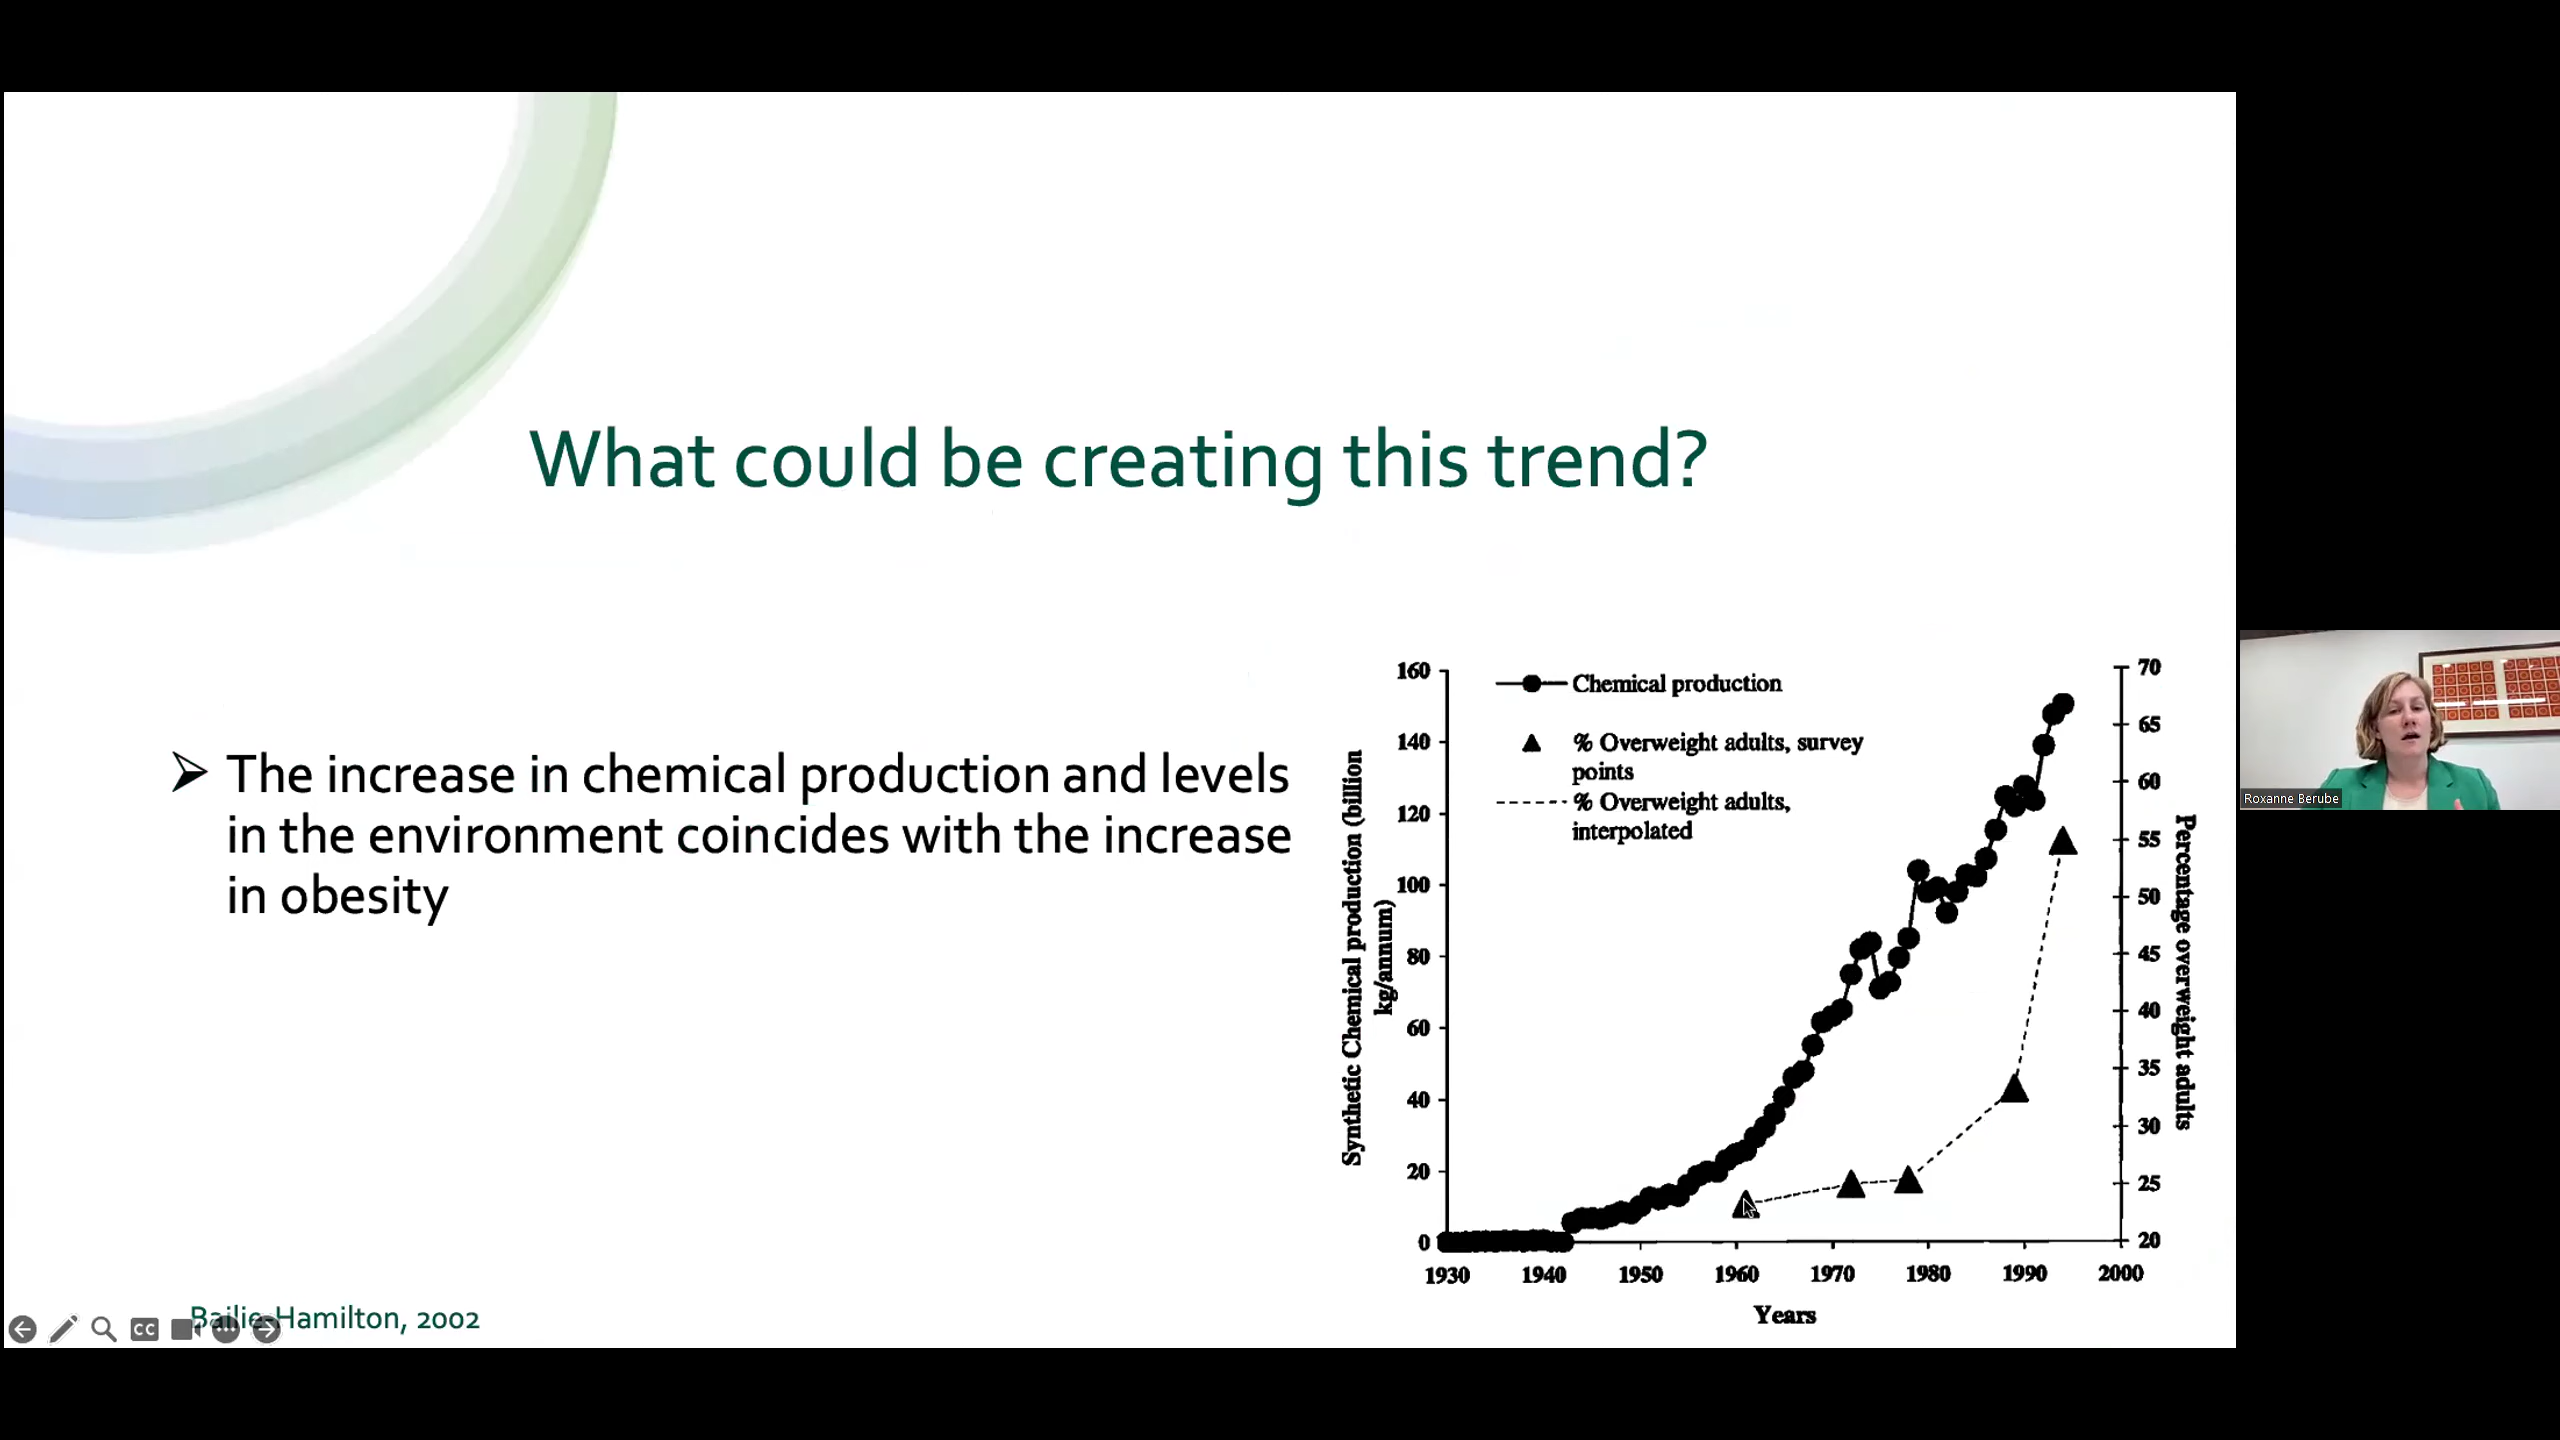 What could be creating this trend?
➢ The increase in chemical production and levels
in the environment coincides with the increase
in obesity
Chemical production
% Overweight adults, survey
points
% Overweight adults,
interpolated
Synthetic Chemical production (billion
kg/annum)
160
140
120
100
80
60
40
20
0
70
65
60
55
50
45
40
35
30
25
20
Percentage overweight adults
1930 1940 1950 1960 1970 1980 1990 2000
Years
Bailie-Hamilton, 2002
CC
Roxanne Berube